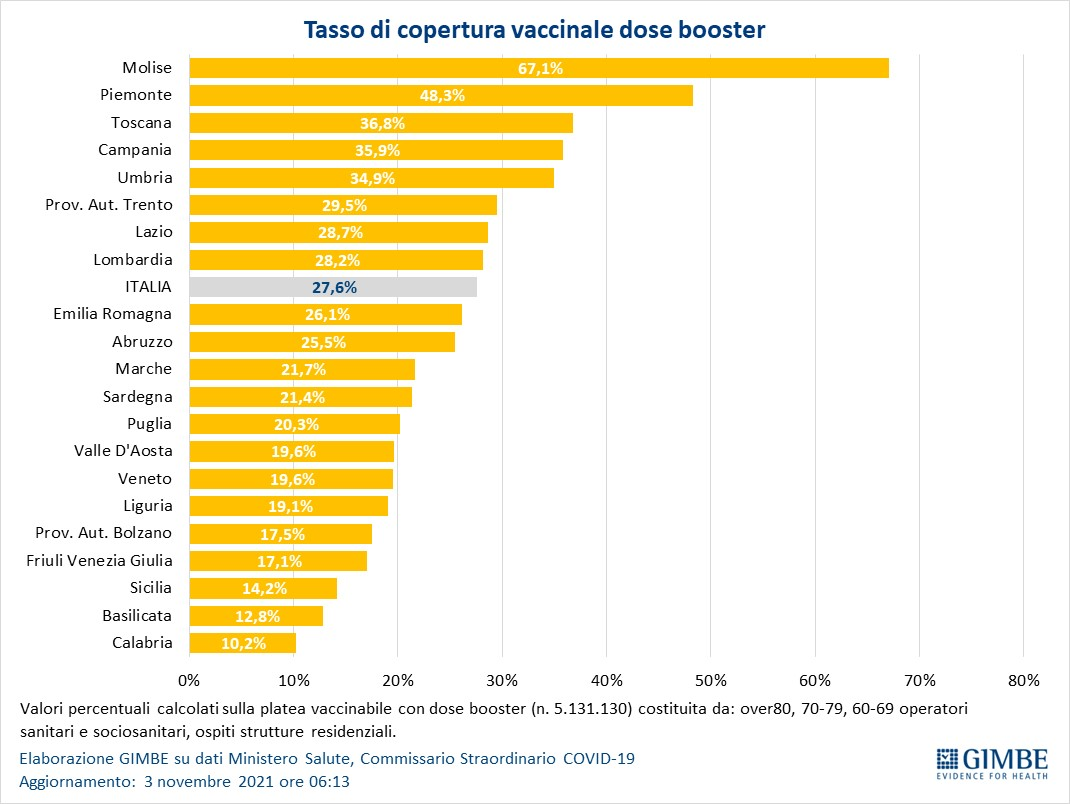 Tasso di copertura vaccinale dose booster
Molise 67,1%
Piemonte 48,3%
Toscana 36,8%
Campania 35,9%
Umbria 34,9%
Prov. Aut. Trento 29,5%
Lazio 28,7%
Lombardia 28,2%
ITALIA 27,6%
Emilia Romagna 26,1%
Abruzzo 25,5%
Marche 21,7%
Sardegna 21,4%
Puglia 20,3%
Valle D'Aosta 19,6%
Veneto 19,6%
Liguria 19,1%
Prov. Aut. Bolzano 17,5%
Friuli Venezia Giulia 17,1%
Sicilia 14,2%
Basilicata 12,8%
Calabria 10,2%
0% 10% 20% 30% 40% 50% 60% 70% 80%
Valori percentuali calcolati sulla platea vaccinabile con dose booster (n. 5.131.130) costituita da: over80, 70-79, 60-69 operatori
sanitari e sociosanitari, ospiti strutture residenziali.
Elaborazione GIMBE su dati Ministero Salute, Commissario Straordinario COVID-19
Aggiornamento: 3 novembre 2021 ore 06:13
GIMBE
EVIDENCE FOR HEALTH